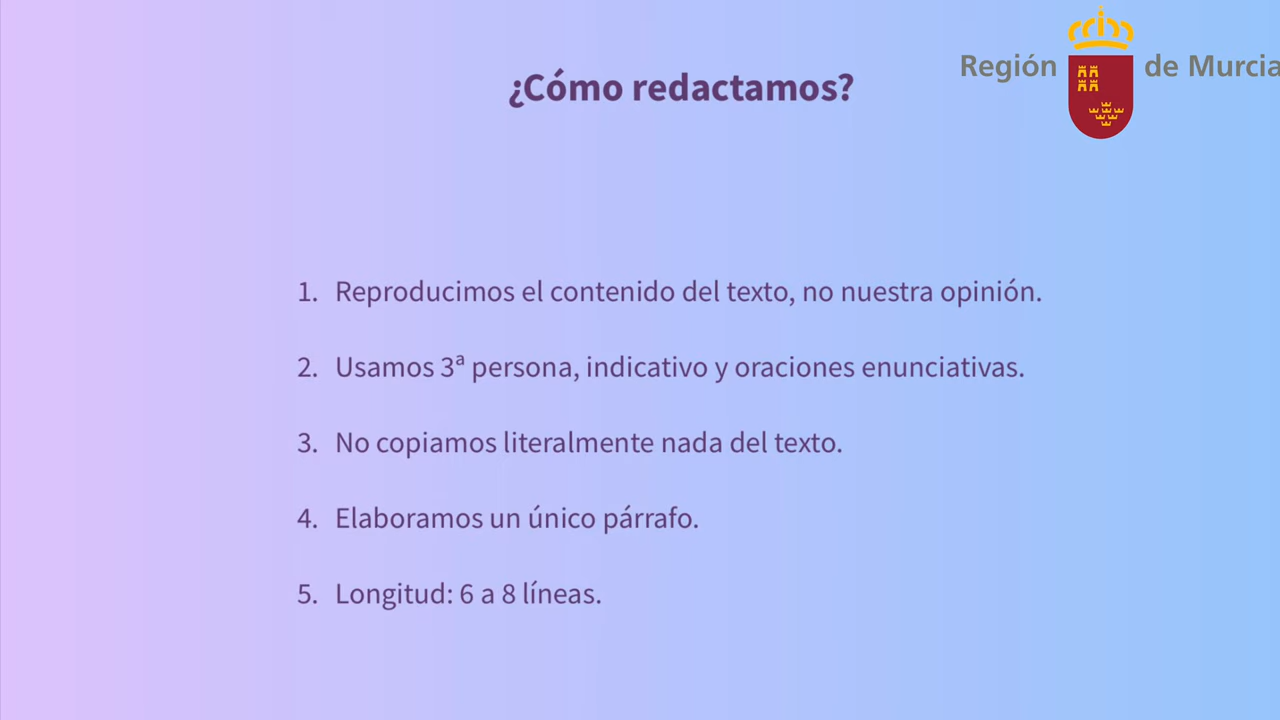 Región de Murcia
¿Cómo redactamos?
1. Reproducimos el contenido del texto, no nuestra opinión.
2. Usamos 3ª persona, indicativo y oraciones enunciativas.
3. No copiamos literalmente nada del texto.
4. Elaboramos un único párrafo.
5. Longitud: 6 a 8 líneas.